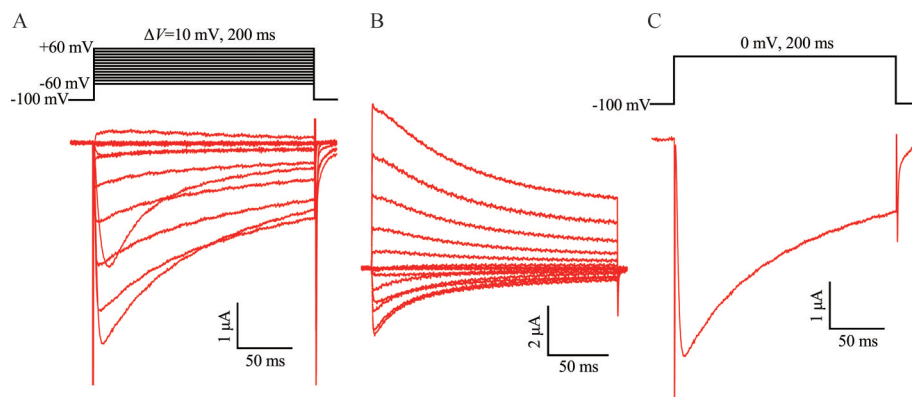 A
ΔV=10 mV, 200 ms
+60 mV
-60 mV
-100 mV
1 μA
50 ms
B
2 μA
50 ms
C
0 mV, 200 ms
-100 mV
1 μA
50 ms